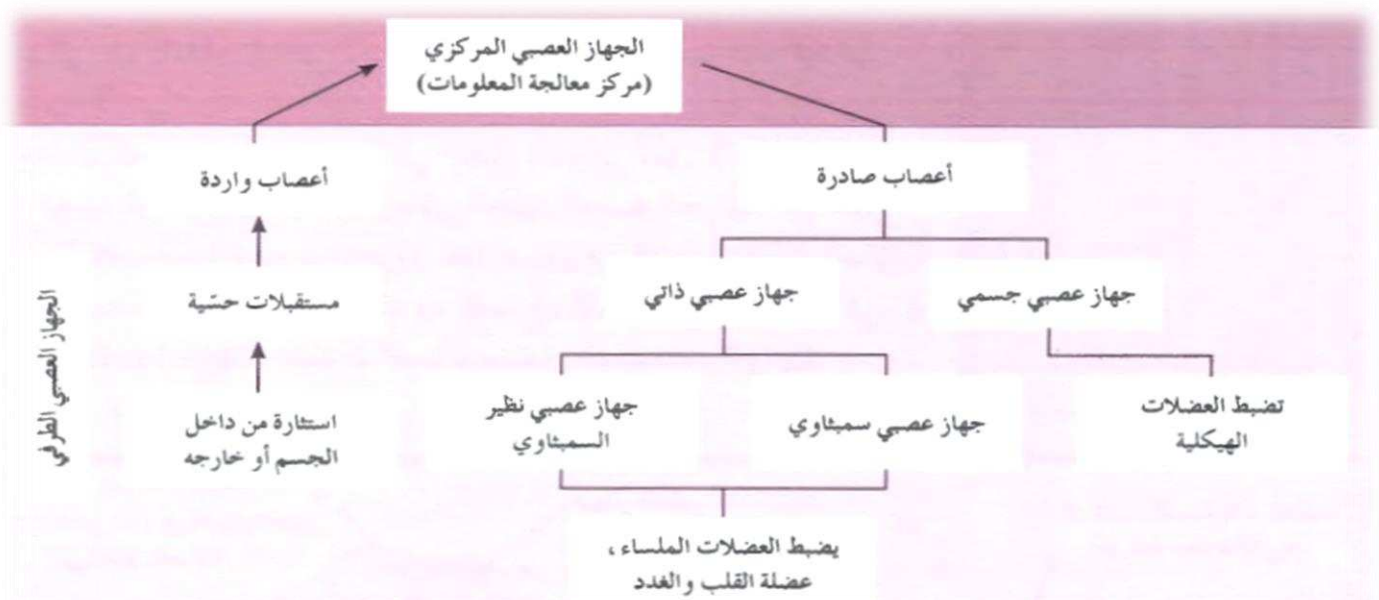 الجهاز العصبي المركزي
(مركز معالجة المعلومات)
أعصاب صادرة
أعصاب واردة
جهاز عصبي جسمي
جهاز عصبي ذاتي
مستقبلات حسّية
تضبط العضلات
الهيكلية
جهاز عصبي سمبثاوي
جهاز عصبي نظير
السمبثاوي
استثارة من داخل
الجسم أو خارجه
الجهاز العصبي الطرفي
يضبط العضلات الملساء،
عضلة القلب والغدد